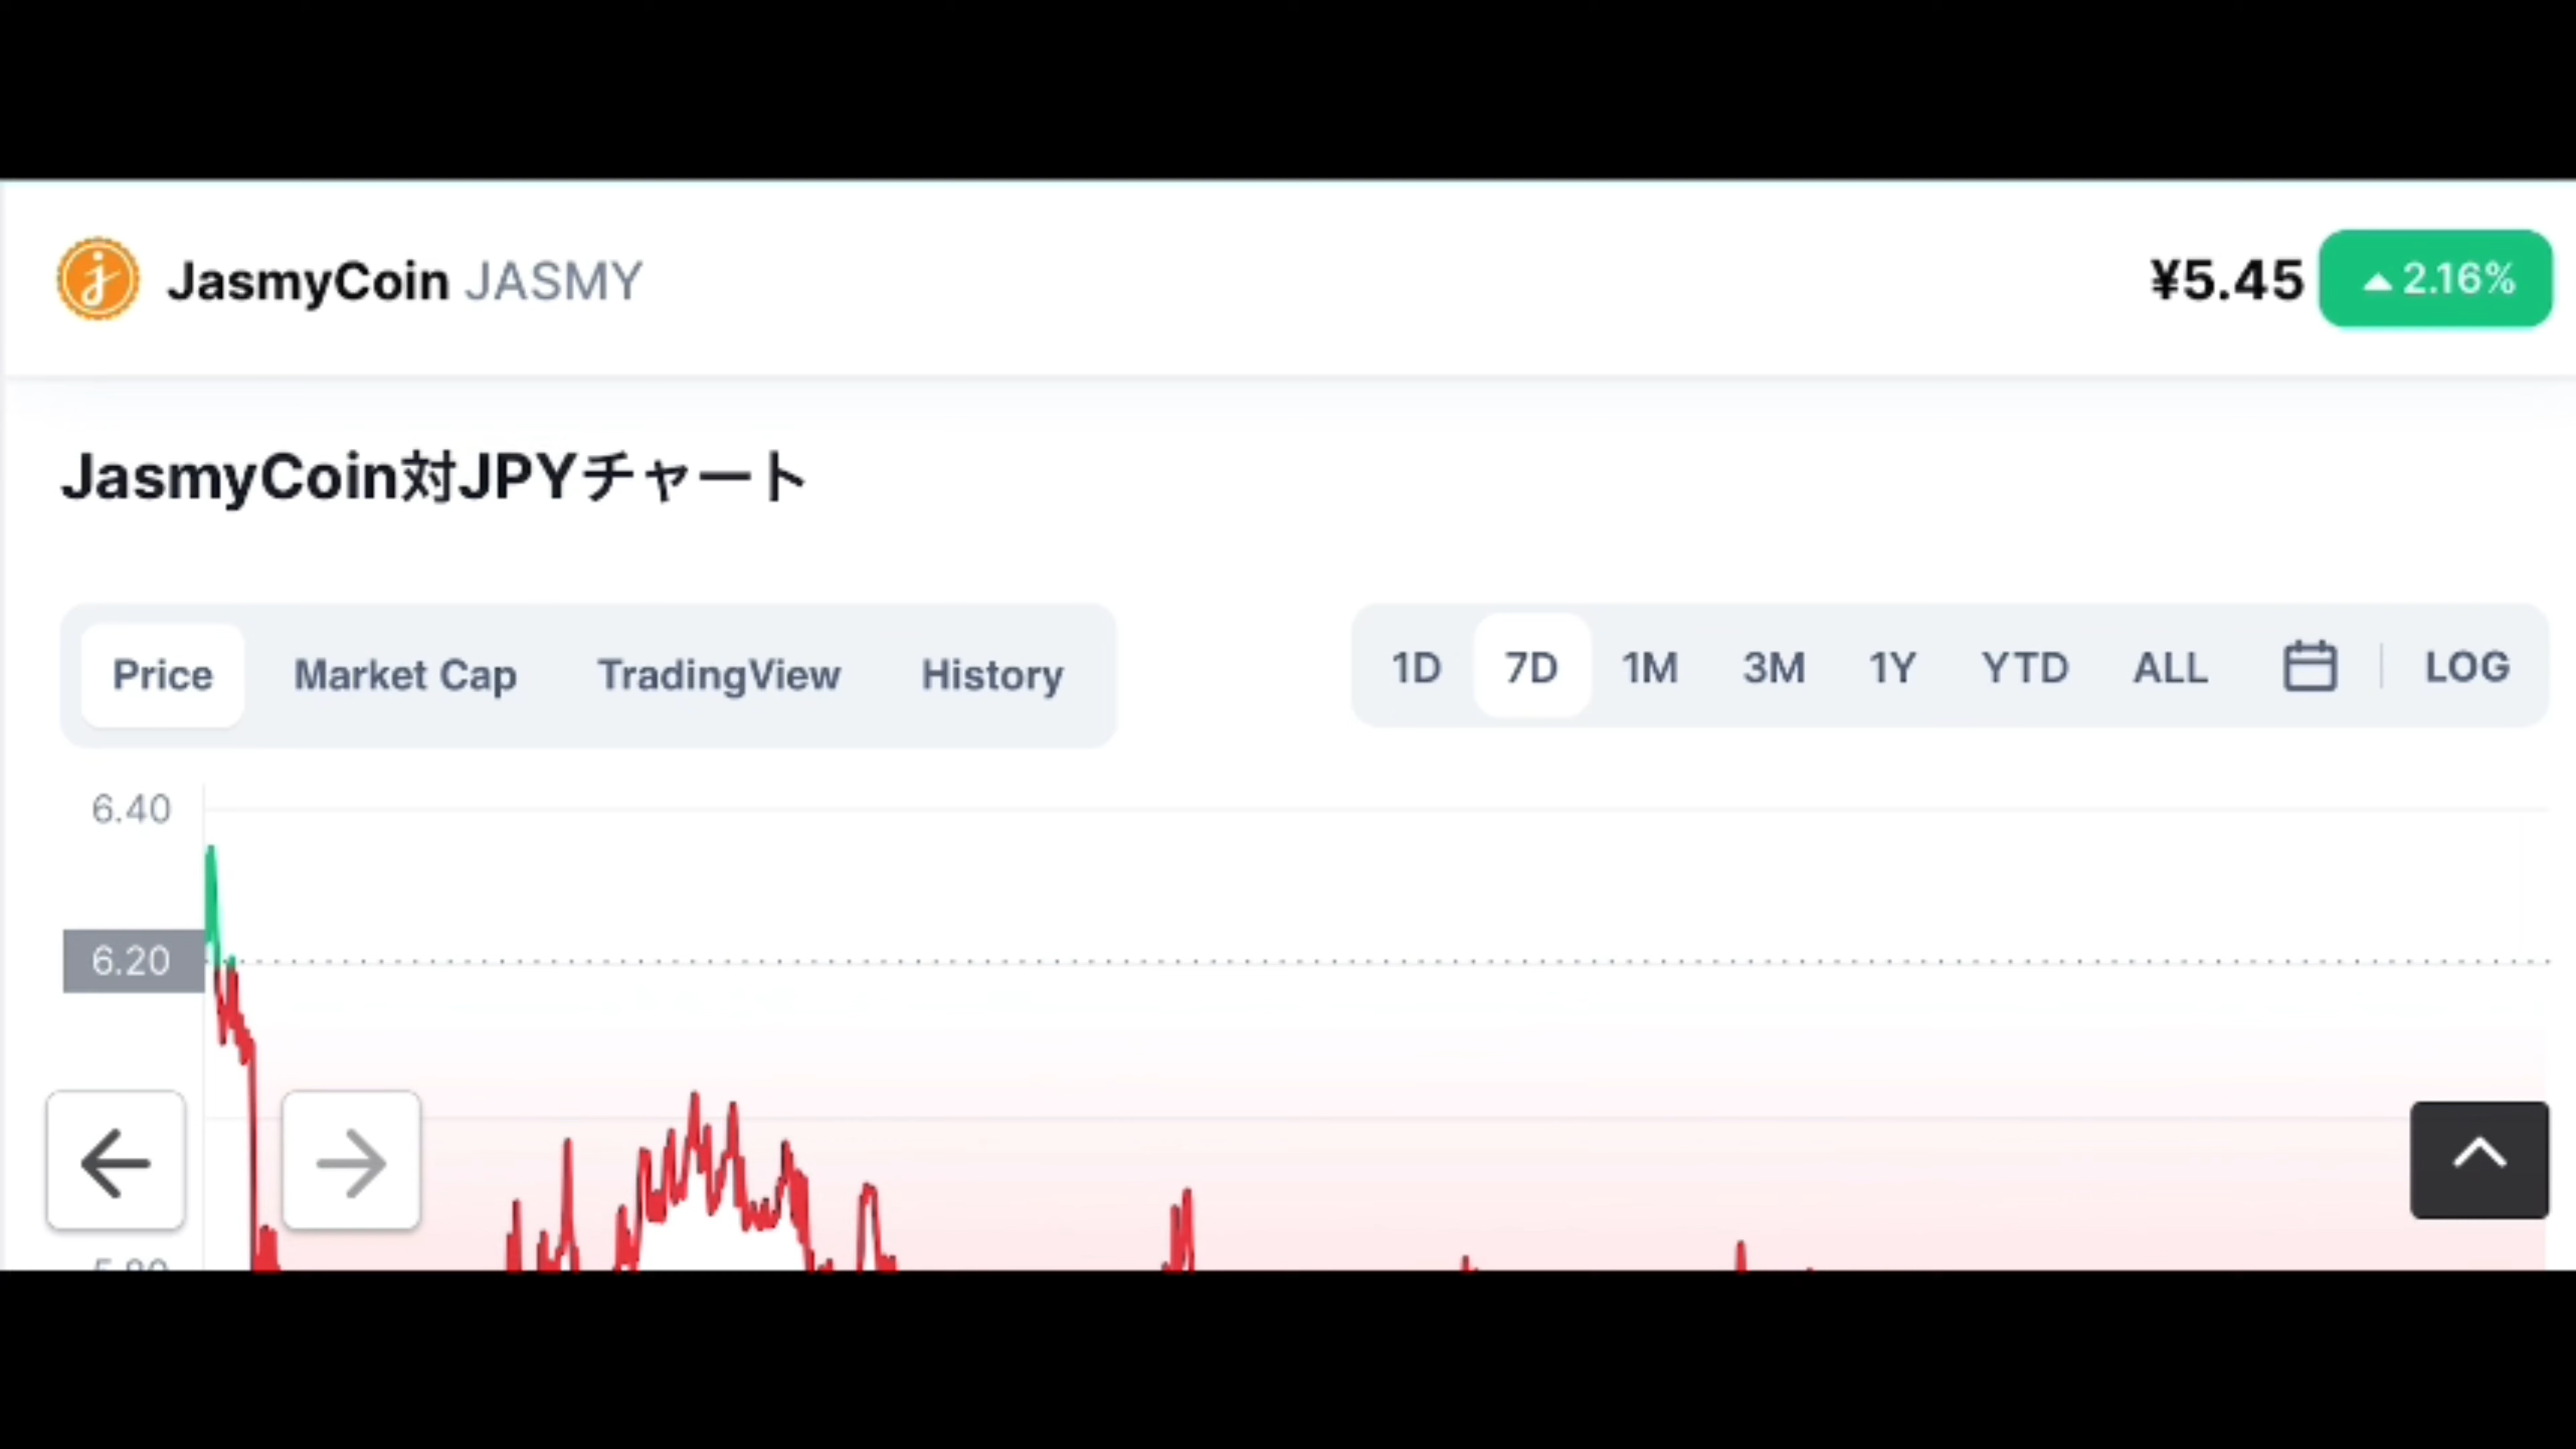 JasmyCoin JASMY
¥5.45 ▲2.16%
JasmyCoin対JPYチャート
Price Market Cap TradingView History
1D 7D 1M 3M 1Y YTD ALL LOG
6.40
6.20